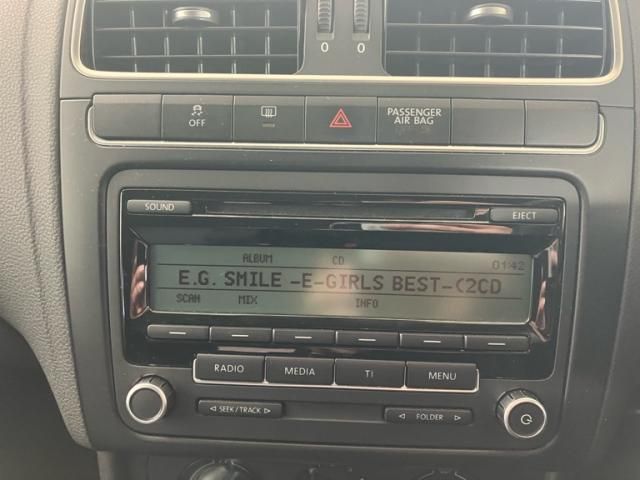 0 0
OFF
PASSENGER
AIR BAG
SOUND
EJECT
ALBUM CD 01:42
E.G. SMILE -E-GIRLS BEST-(2CD
SCAN MIX INFO
RADIO MEDIA TI MENU
SEEK/TRACK FOLDER